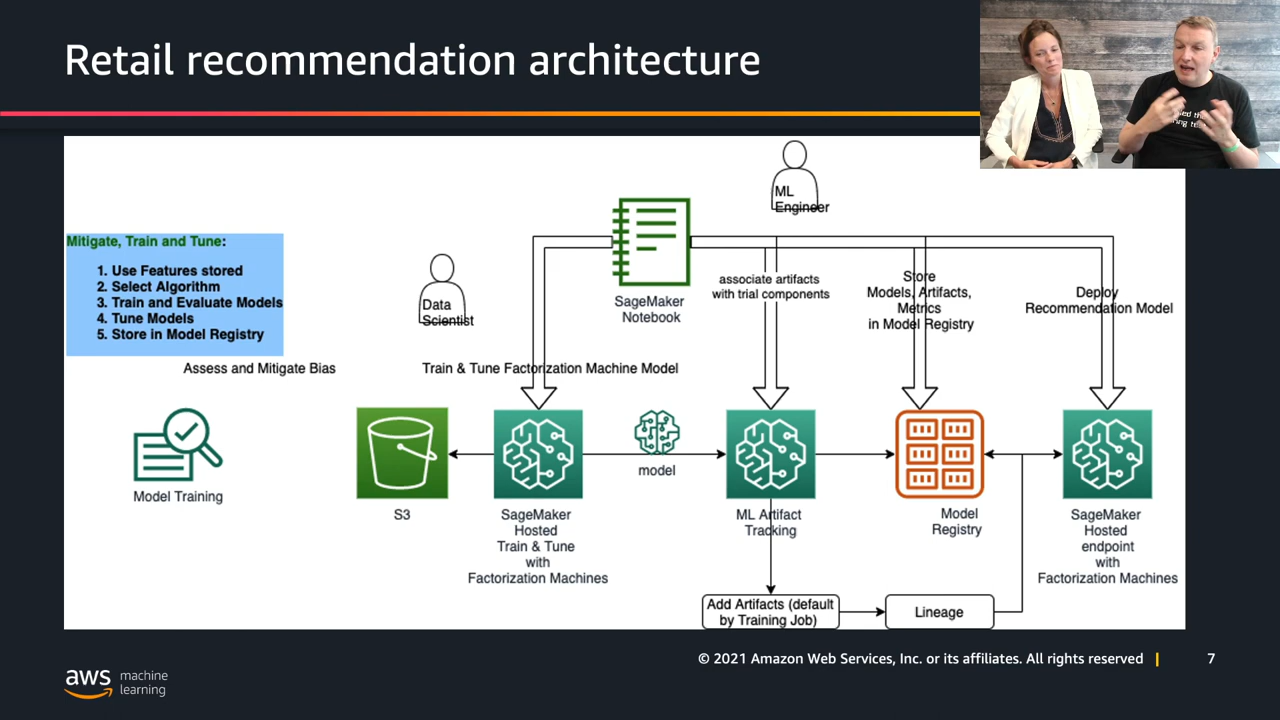 Retail recommendation architecture
ML
Engineer
Mitigate, Train and Tune:
1. Use Features stored
2. Select Algorithm
3. Train and Evaluate Models
4. Tune Models
5. Store in Model Registry
Data
Scientist
SageMaker
Notebook
associate artifacts
with trial components
Store
Models, Artifacts,
Metrics
in Model Registry
Deploy
Recommendation Model
Assess and Mitigate Bias
Train & Tune Factorization Machine Model
Model Training
S3
SageMaker
Hosted
Train & Tune
with
Factorization Machines
model
ML Artifact
Tracking
Model
Registry
SageMaker
Hosted
endpoint
with
Factorization Machines
Add Artifacts (default
by Training Job)
Lineage
© 2021 Amazon Web Services, Inc. or its affiliates. All rights reserved |
7
aws machine
learning